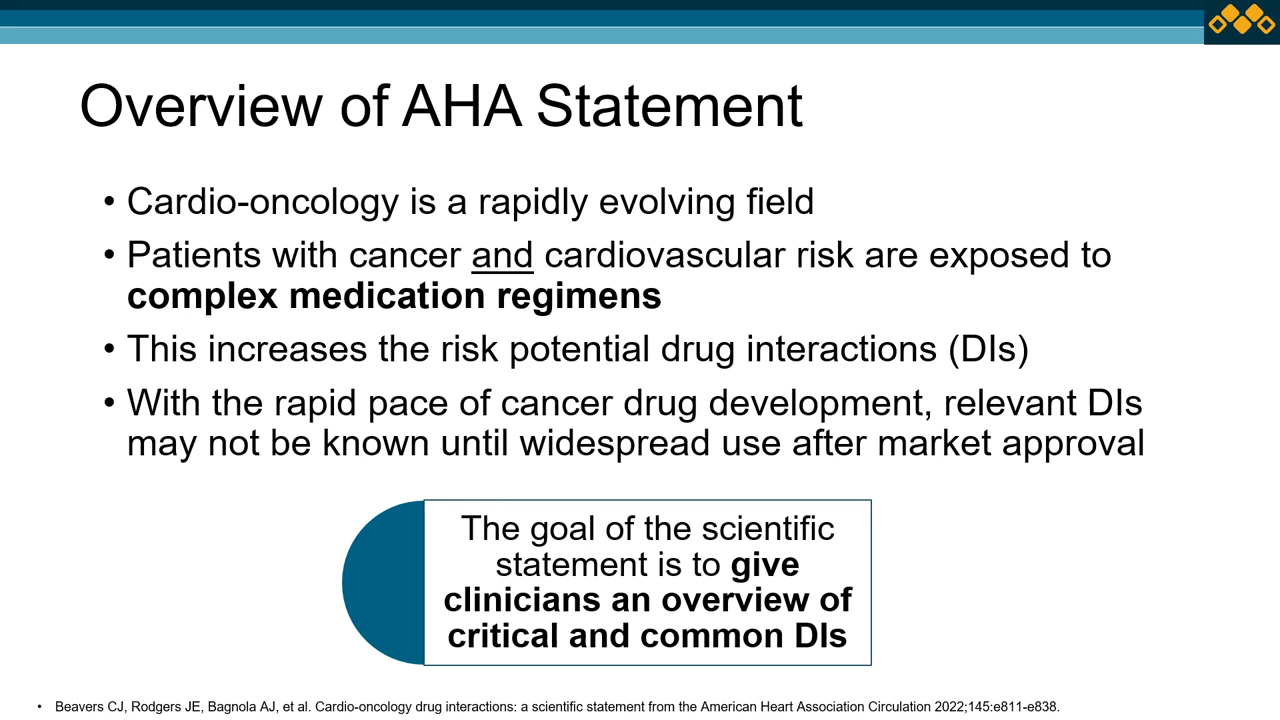 Overview of AHA Statement
• Cardio-oncology is a rapidly evolving field
• Patients with cancer and cardiovascular risk are exposed to
complex medication regimens
• This increases the risk potential drug interactions (DIs)
• With the rapid pace of cancer drug development, relevant DIs
may not be known until widespread use after market approval
The goal of the scientific
statement is to give
clinicians an overview of
critical and common DIs
• Beavers CJ, Rodgers JE, Bagnola AJ, et al. Cardio-oncology drug interactions: a scientific statement from the American Heart Association Circulation 2022;145:e811-e838.